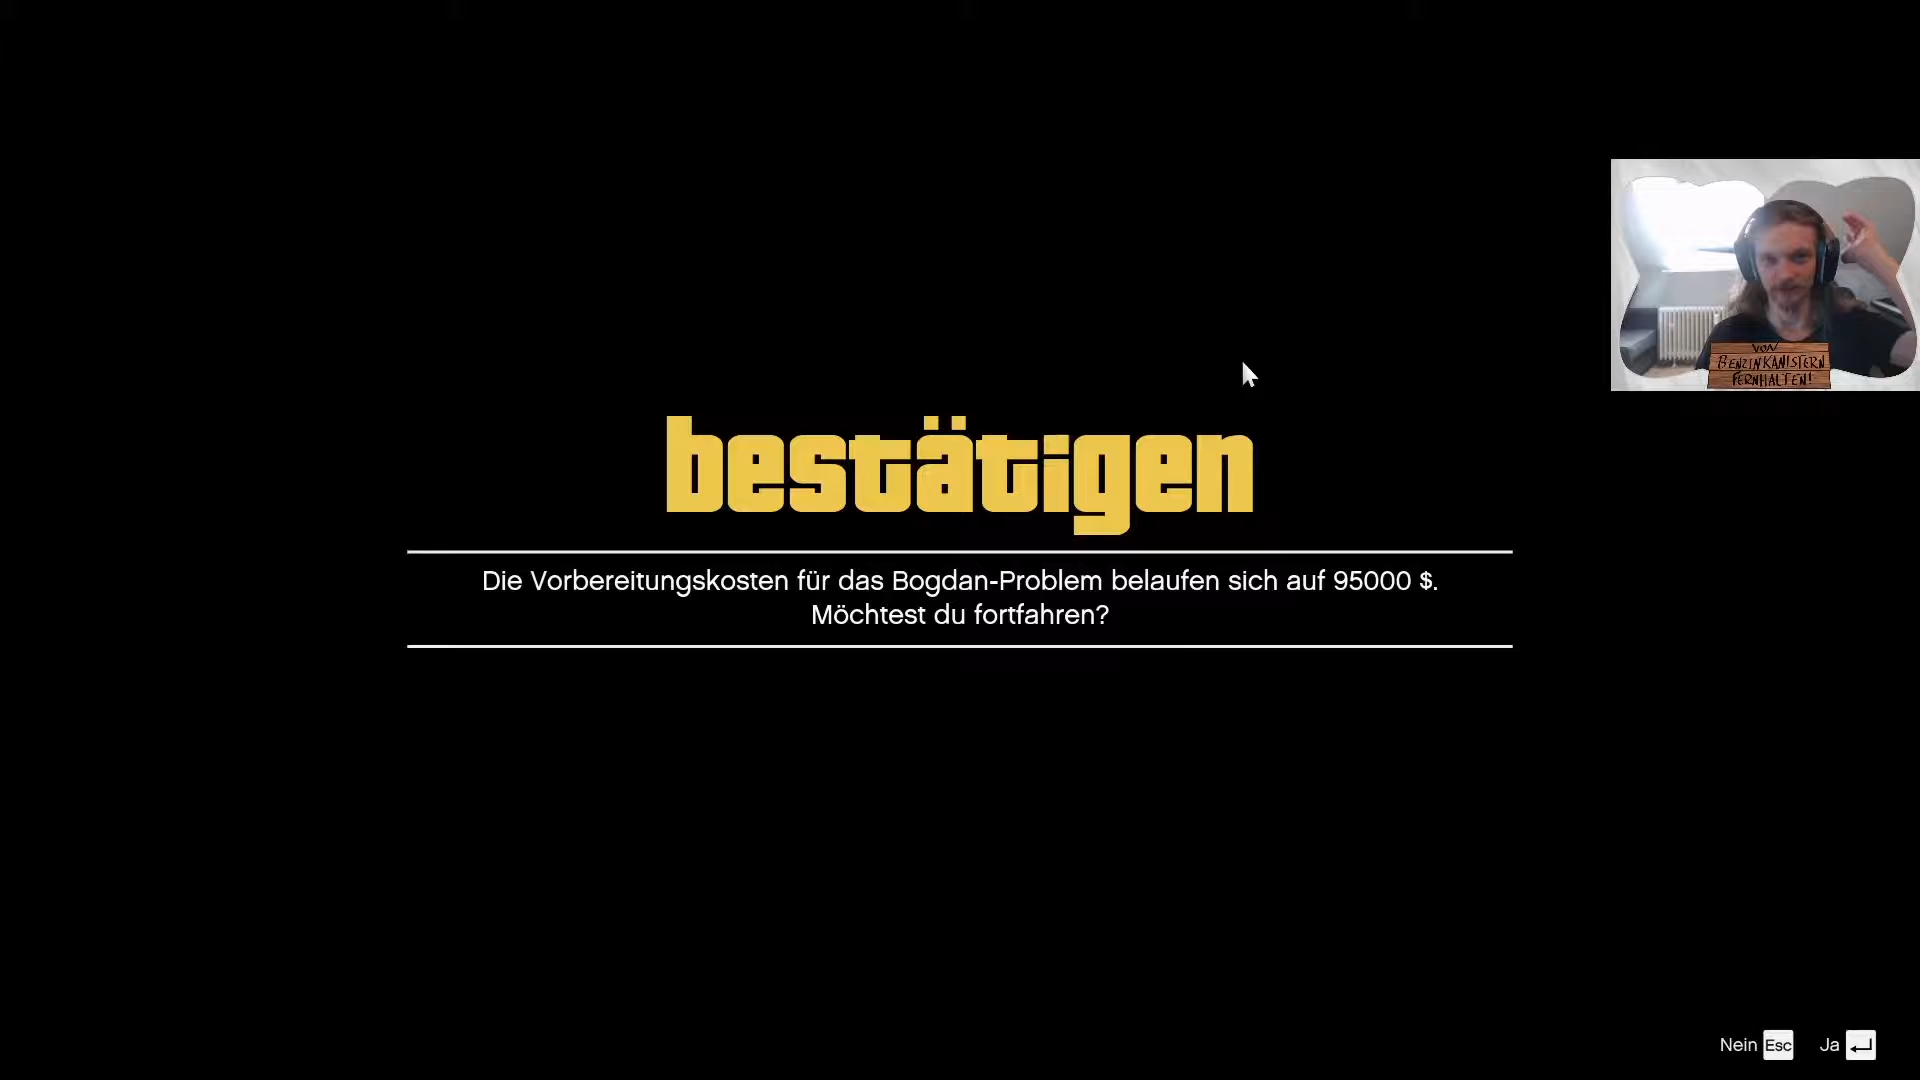 VON
BENZINKANISTERN
FERNHALTEN!
bestätigen
Die Vorbereitungskosten für das Bogdan-Problem belaufen sich auf 95000 $.
Möchtest du fortfahren?
Nein Esc Ja